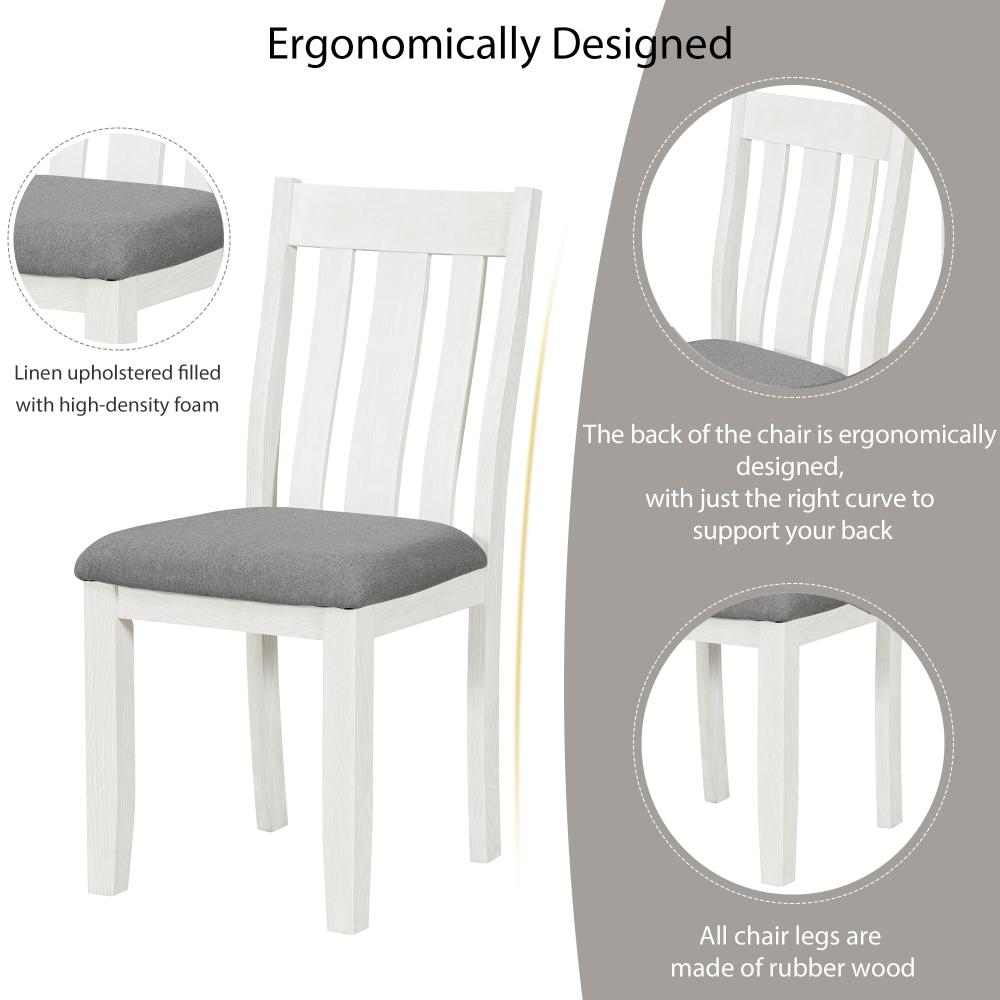 Ergonomically Designed
Linen upholstered filled
with high-density foam
The back of the chair is ergonomically
designed,
with just the right curve to
support your back
All chair legs are
made of rubber wood